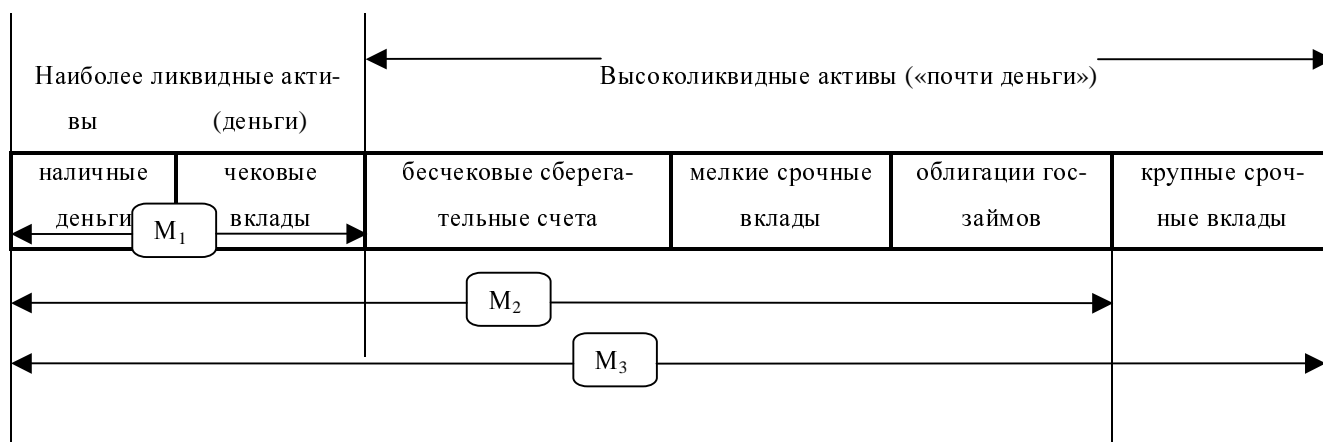 Наиболее ликвидные акти-
вы (деньги)
Высоколиквидные активы («почти деньги»)
наличные
деньги
чековые
вклады
бесчековые сберега-
тельные счета
мелкие срочные
вклады
облигации гос-
займов
крупные сроч-
ные вклады
M1
M2
M3